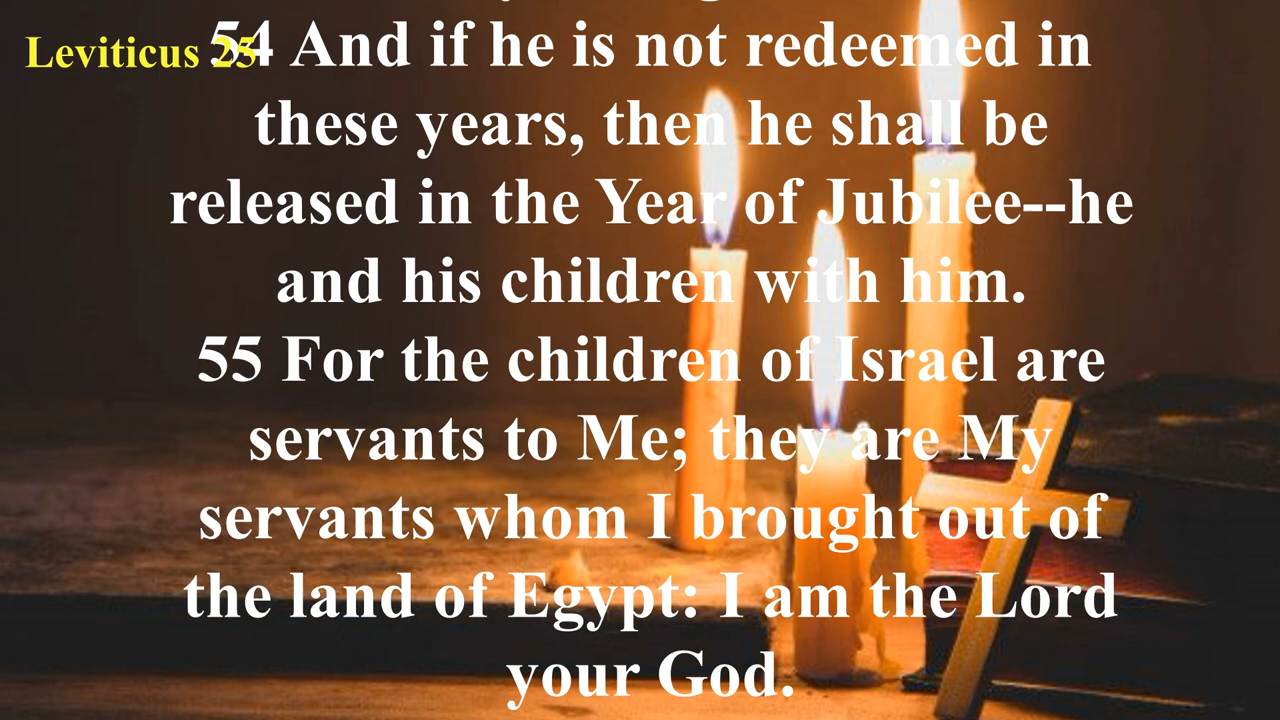 Leviticus 25
54 And if he is not redeemed in
these years, then he shall be
released in the Year of Jubilee--he
and his children with him.
55 For the children of Israel are
servants to Me; they are My
servants whom I brought out of
the land of Egypt: I am the Lord
your God.